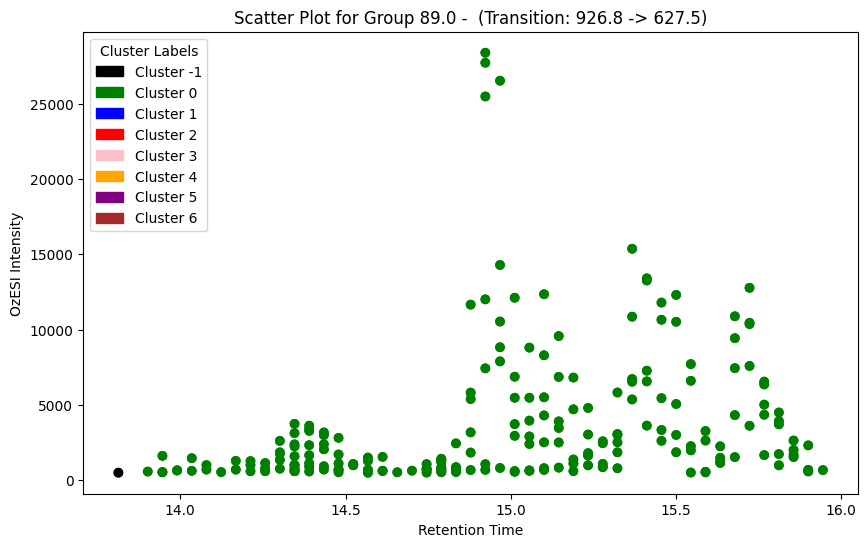 Scatter Plot for Group 89.0 -  (Transition: 926.8 -> 627.5)
Cluster Labels
Cluster -1
Cluster 0
Cluster 1
Cluster 2
Cluster 3
Cluster 4
Cluster 5
Cluster 6
OzESI Intensity
25000
20000
15000
10000
5000
0
14.0
14.5
15.0
15.5
16.0
Retention Time